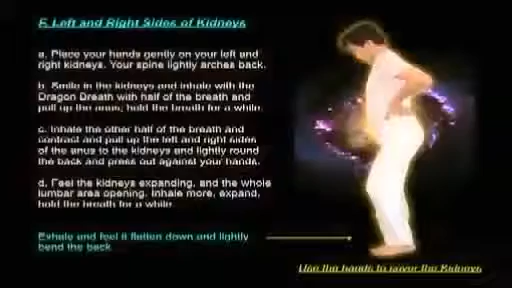 F. Left and Right Sides of Kidneys
a. Place your hands gently on your left and
right kidneys. Your spine lightly arches back.
b. Smile in the kidneys and inhale with the
Dragon Breath with half of the breath and
pull up the anus, hold the breath for a while.
c. Inhale the other half of the breath and
contract and pull up the left and right sides
of the anus to the kidneys and lightly round
the back and press out against your hands.
d. Feel the kidneys expanding, and the whole
lumbar area opening. Inhale more, expand,
hold the breath for a while.
Exhale and feel it flatten down and lightly
bend the back
Use the hands to cover the Kidneys